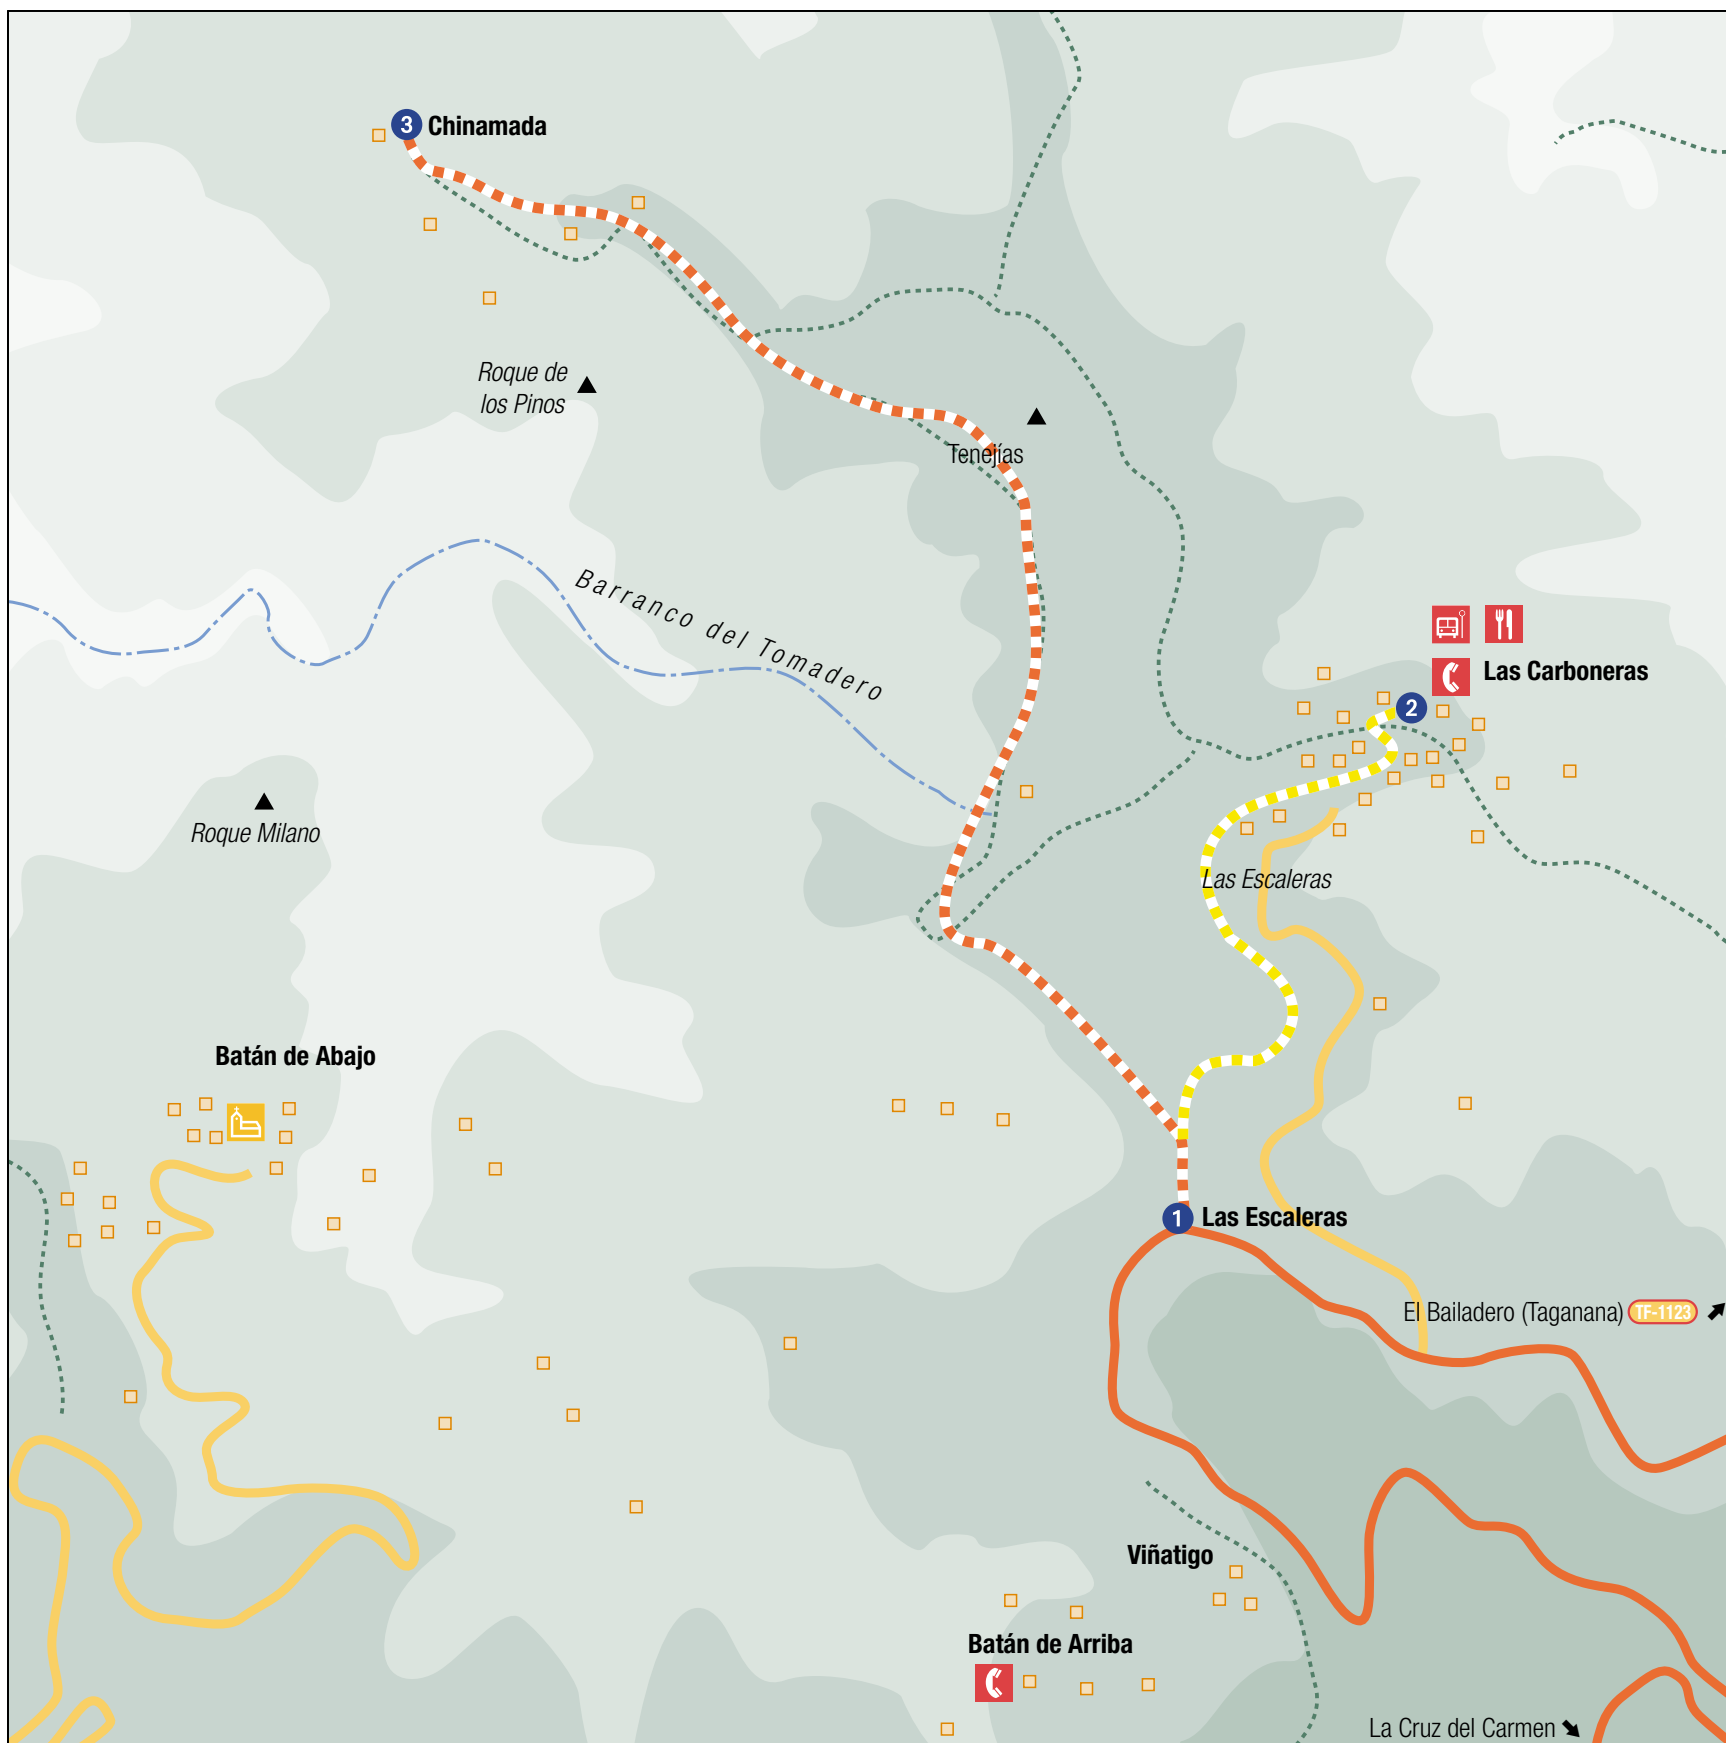 3 Chinamada
Roque de
los Pinos
Tenejías
Barranco del Tomadero
Las Carboneras
2
Roque Milano
Las Escaleras
Batán de Abajo
1 Las Escaleras
El Bailadero (Taganana) TF-1123
Viñatigo
Batán de Arriba
La Cruz del Carmen